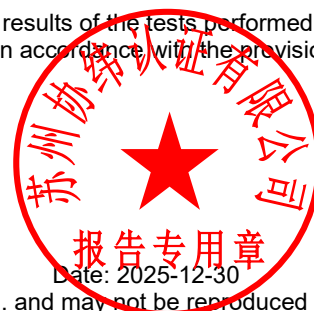 results of the tests performed
n accordance with the provisio
苏州协纬认证有限公司
报告专用章
Date: 2025-12-30
. and may not be reproduced